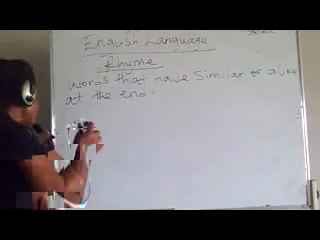 English Language
Rhyme
Words that have Similar or alike
at the end.